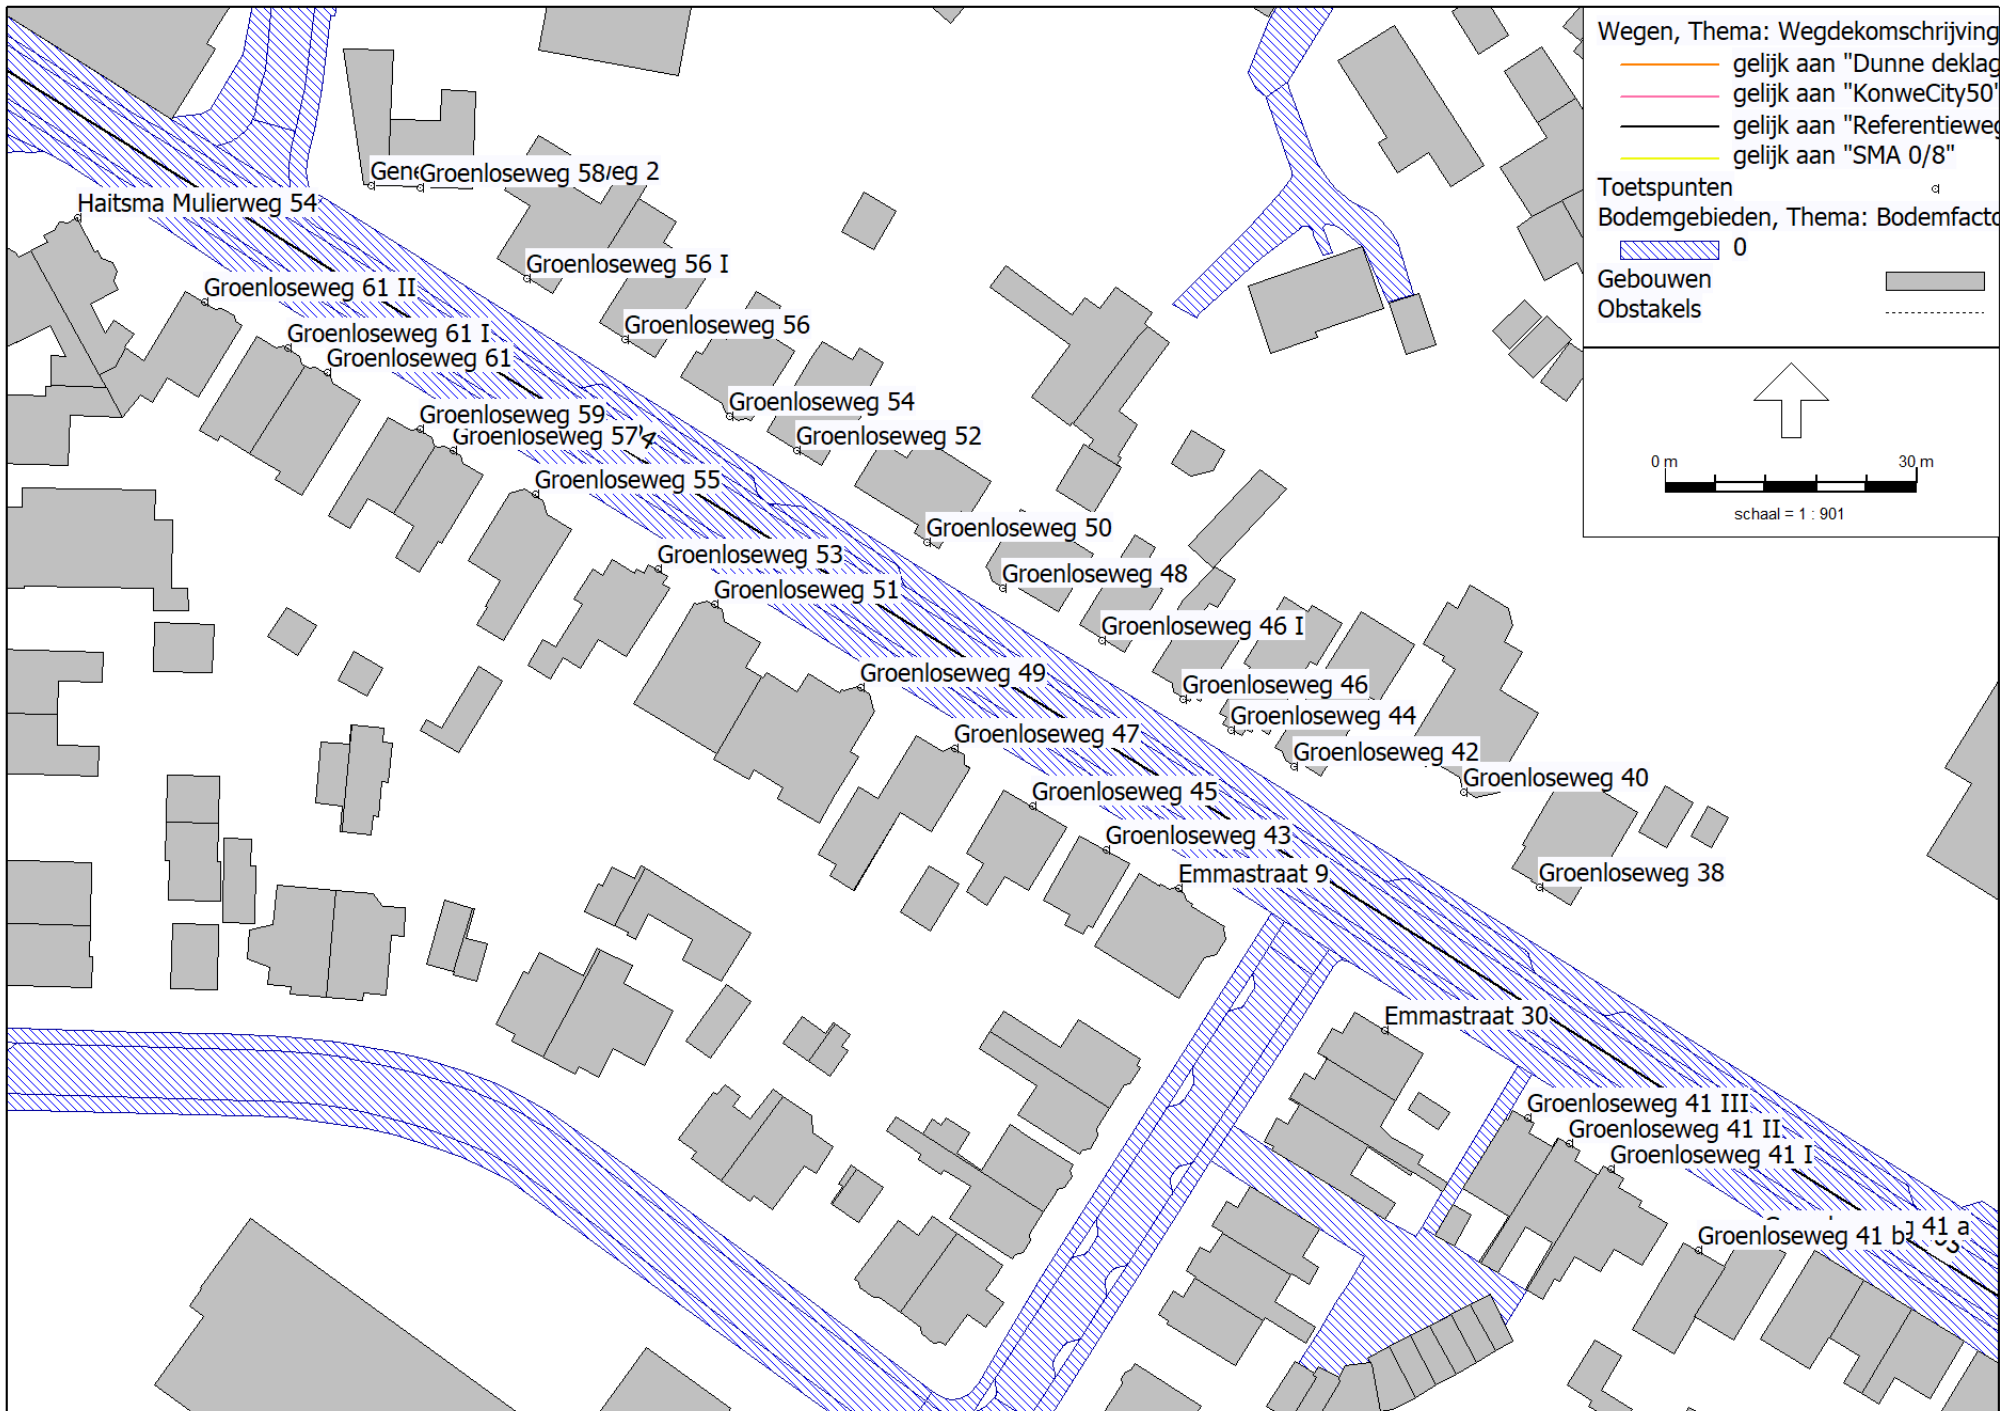 Wegen, Thema: Wegdekomschrijving
gelijk aan "Dunne deklag
gelijk aan "KonweCity50"
gelijk aan "Referentieweg
gelijk aan "SMA 0/8"
Toetspunten
Bodemgebieden, Thema: Bodemfacto
0
Gebouwen
Obstakels
0 m 30 m
schaal = 1 : 901
Gene
Groenloseweg 58
eg 2
Haitsma Mulierweg 54
Groenloseweg 56 I
Groenloseweg 61 II
Groenloseweg 56
Groenloseweg 61 I
Groenloseweg 61
Groenloseweg 54
Groenloseweg 59
Groenloseweg 57
Groenloseweg 52
Groenloseweg 55
Groenloseweg 50
Groenloseweg 53
Groenloseweg 48
Groenloseweg 51
Groenloseweg 46 I
Groenloseweg 49
Groenloseweg 46
Groenloseweg 44
Groenloseweg 47
Groenloseweg 42
Groenloseweg 40
Groenloseweg 45
Groenloseweg 43
Groenloseweg 38
Emmastraat 9
Emmastraat 30
Groenloseweg 41 III
Groenloseweg 41 II
Groenloseweg 41 I
41 a
Groenloseweg 41 b